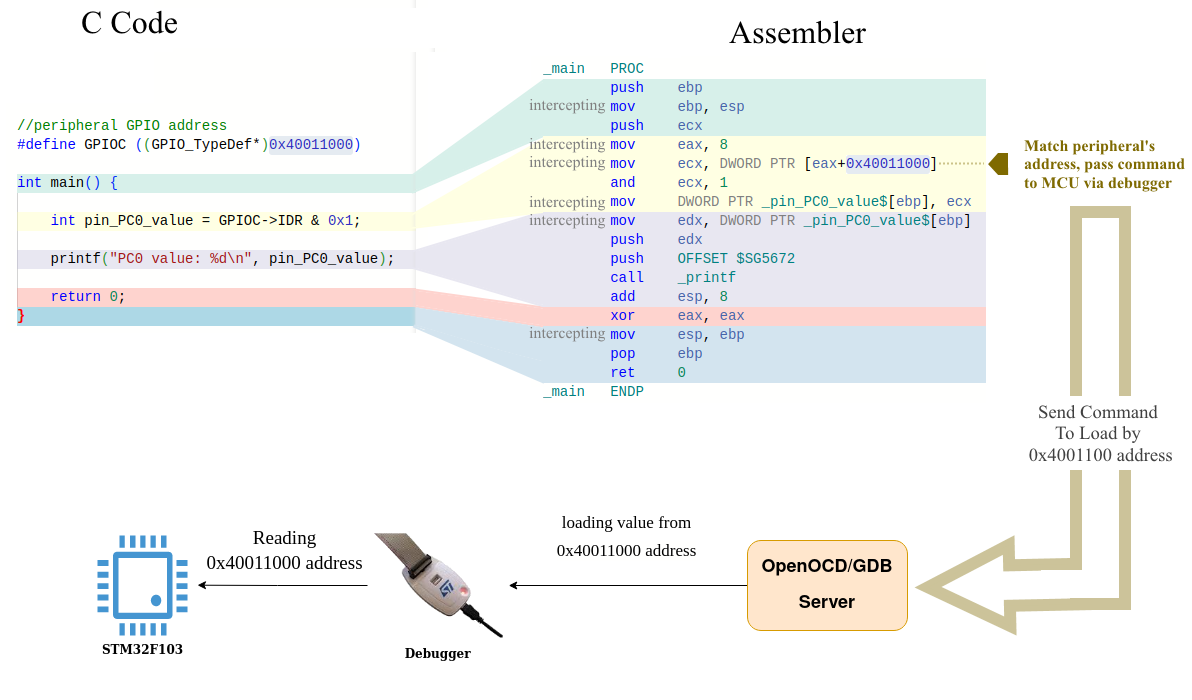 C Code
//peripheral GPIO address
#define GPIOC ((GPIO_TypeDef*)0x40011000)
int main() {
int pin_PC0_value = GPIOC->IDR & 0x1;
printf("PC0 value: %d\n", pin_PC0_value);
return 0;
}
Assembler
_main PROC
push ebp
intercepting mov ebp, esp
push ecx
intercepting mov eax, 8
intercepting mov ecx, DWORD PTR [eax+0x40011000]
and ecx, 1
intercepting mov DWORD PTR _pin_PC0_value$[ebp], ecx
intercepting mov edx, DWORD PTR _pin_PC0_value$[ebp]
push edx
push OFFSET $SG5672
call _printf
add esp, 8
xor eax, eax
intercepting mov esp, ebp
pop ebp
ret 0
_main ENDP
Match peripheral's
address, pass command
to MCU via debugger
Send Command
To Load by
0x4001100 address
OpenOCD/GDB
Server
loading value from
0x40011000 address
Debugger
Reading
0x40011000 address
STM32F103